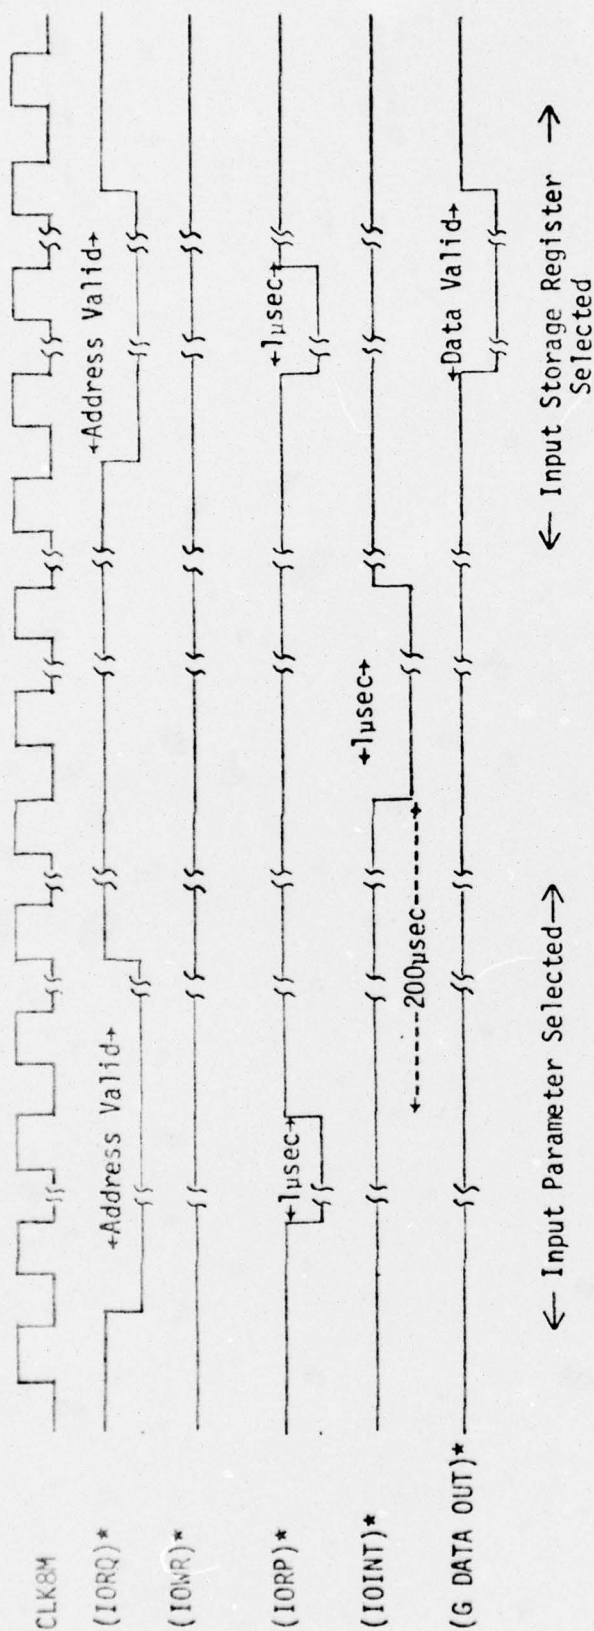 CLK8M
(IORQ)*
+Address Valid+
+Address Valid+
(IOWR)*
(IORP)*
+1µsec+
+1µsec+
(IOINT)*
+1µsec+
+------200µsec------+
(G DATA OUT)*
+Data Valid+
← Input Parameter Selected→
← Input Storage Register →
Selected